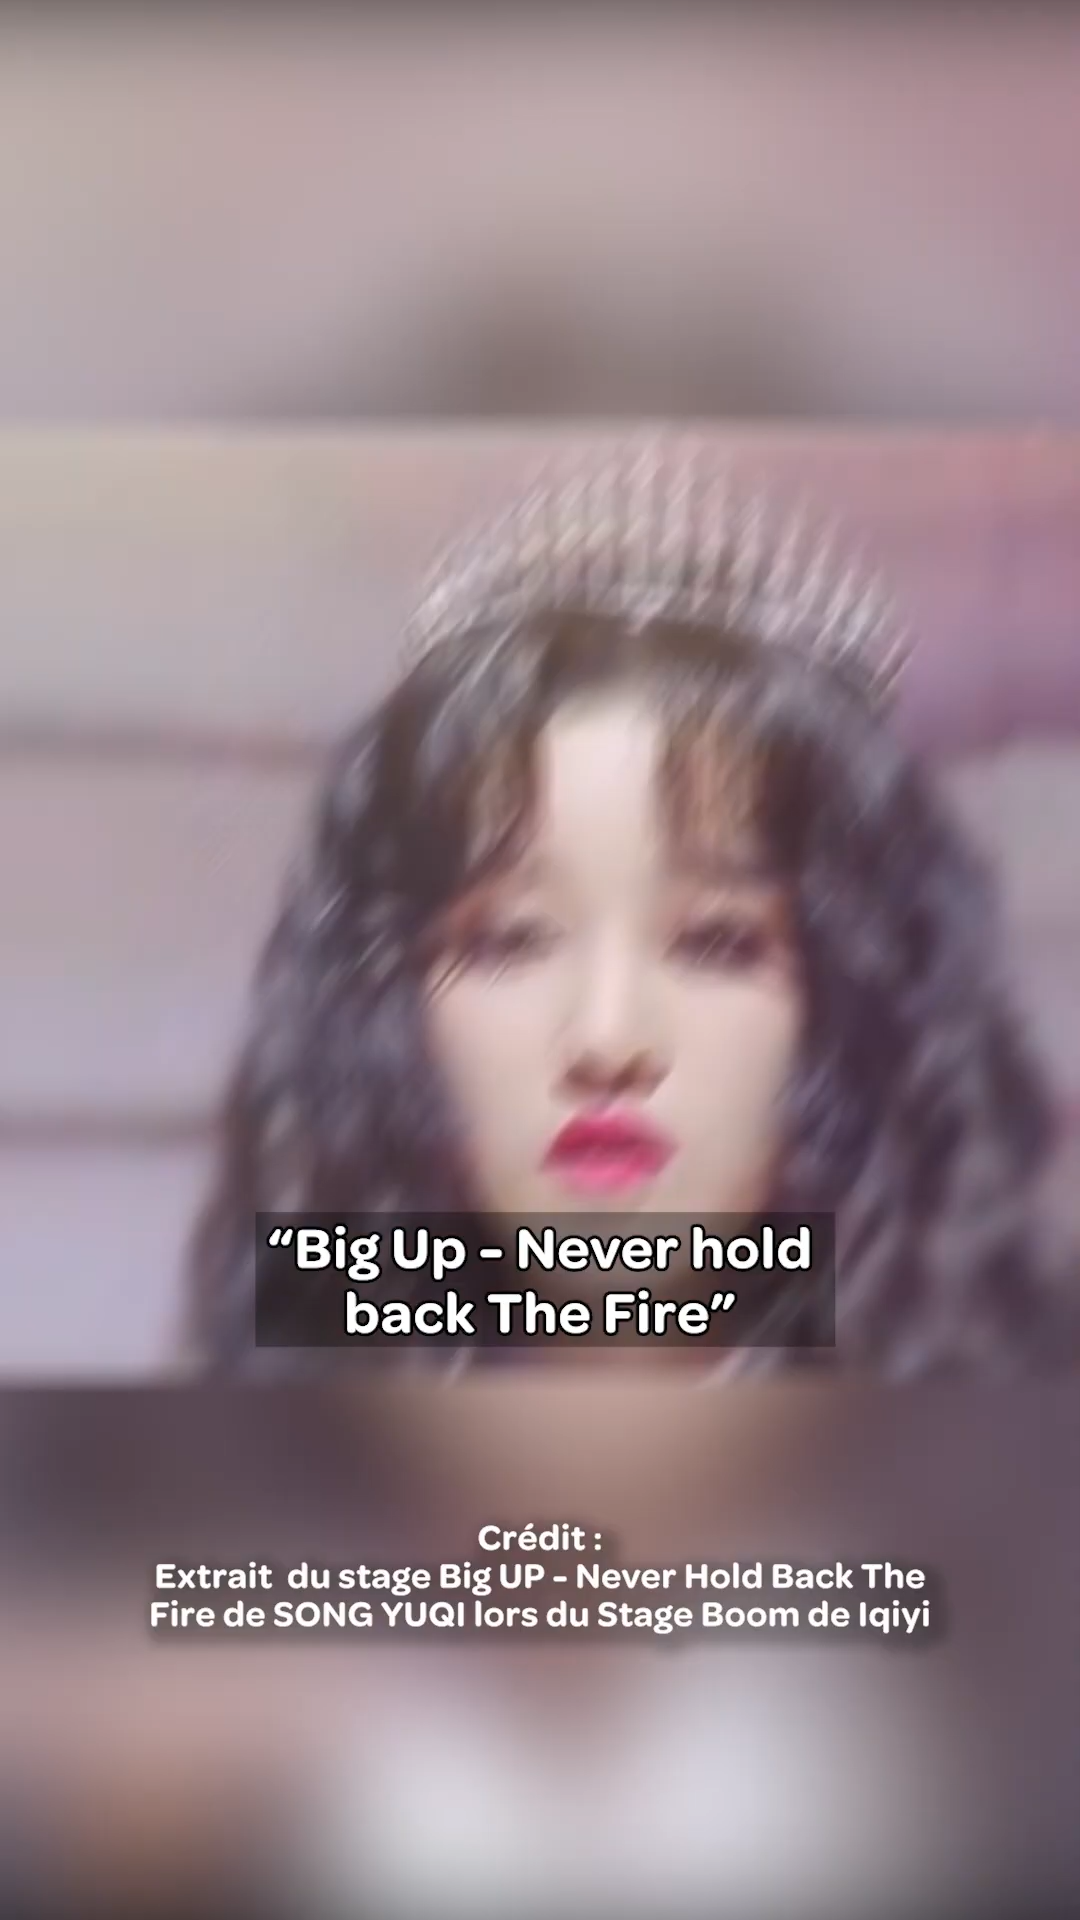 “Big Up - Never hold
back The Fire”
Crédit :
Extrait du stage Big UP - Never Hold Back The
Fire de SONG YUQI lors du Stage Boom de Iqiyi